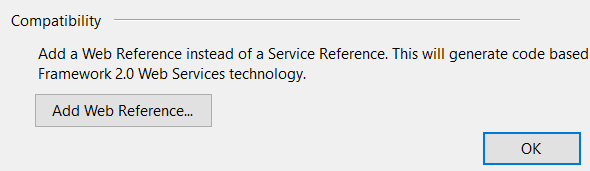 Compatibility
Add a Web Reference instead of a Service Reference. This will generate code based
Framework 2.0 Web Services technology.
Add Web Reference...
OK